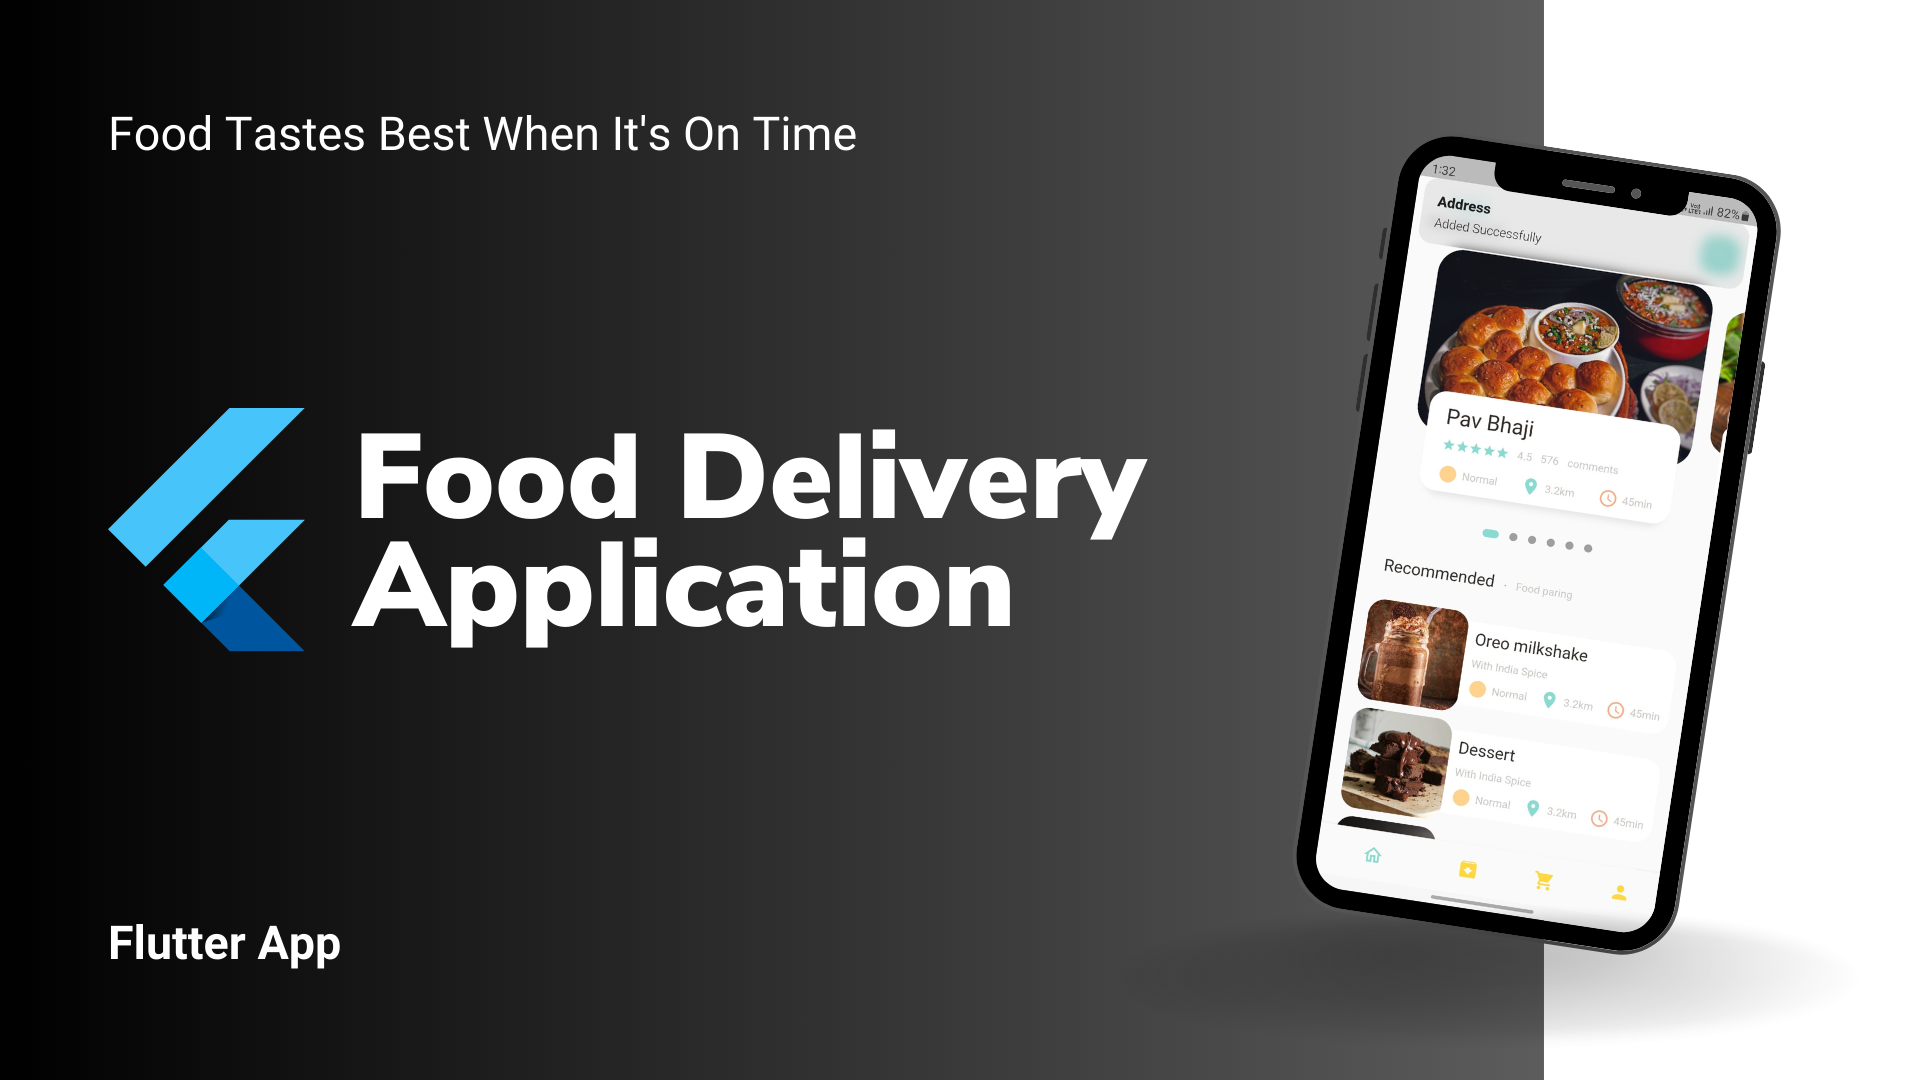 Food Tastes Best When It's On Time
Food Delivery
Application
Flutter App
1:32
82%
Address
Added Successfully
Pav Bhaji
4.5 576 comments
Normal 3.2km 45min
Recommended · Food paring
Oreo milkshake
With India Spice
Normal 3.2km 45min
Dessert
With India Spice
Normal 3.2km 45min